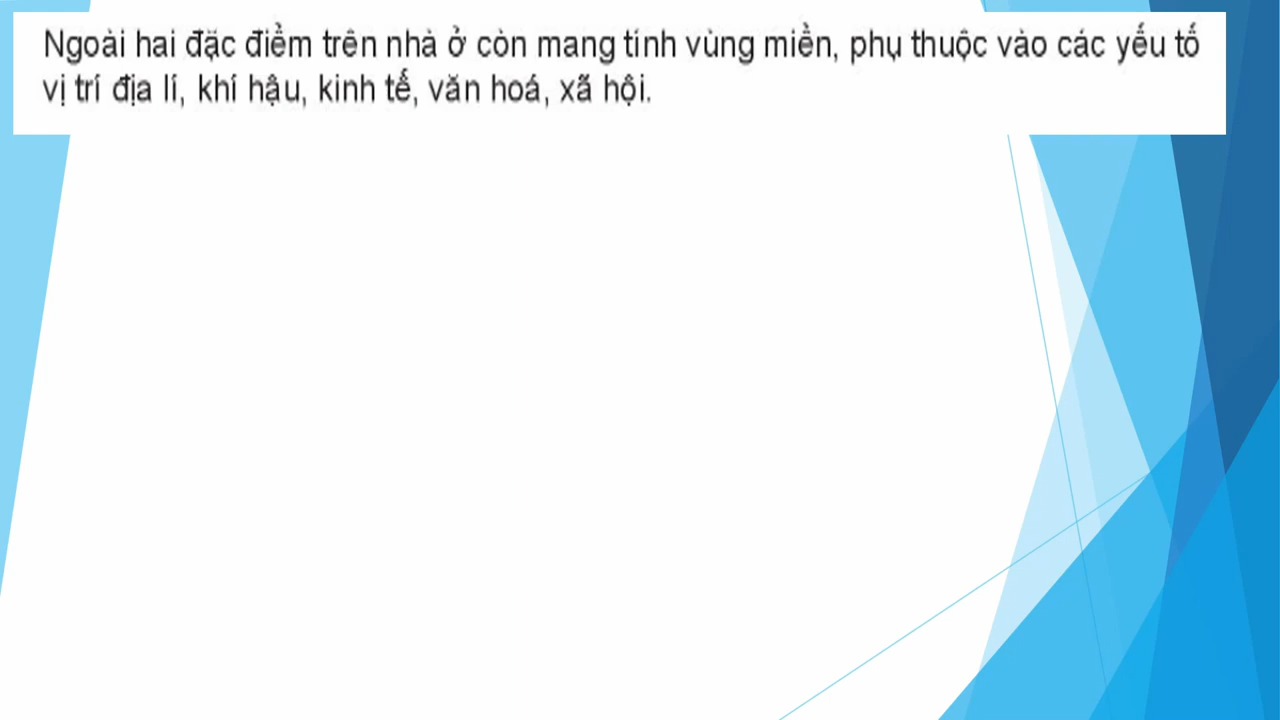 Ngoài hai đặc điểm trên nhà ở còn mang tính vùng miền, phụ thuộc vào các yếu tố
vị trí địa lí, khí hậu, kinh tế, văn hoá, xã hội.